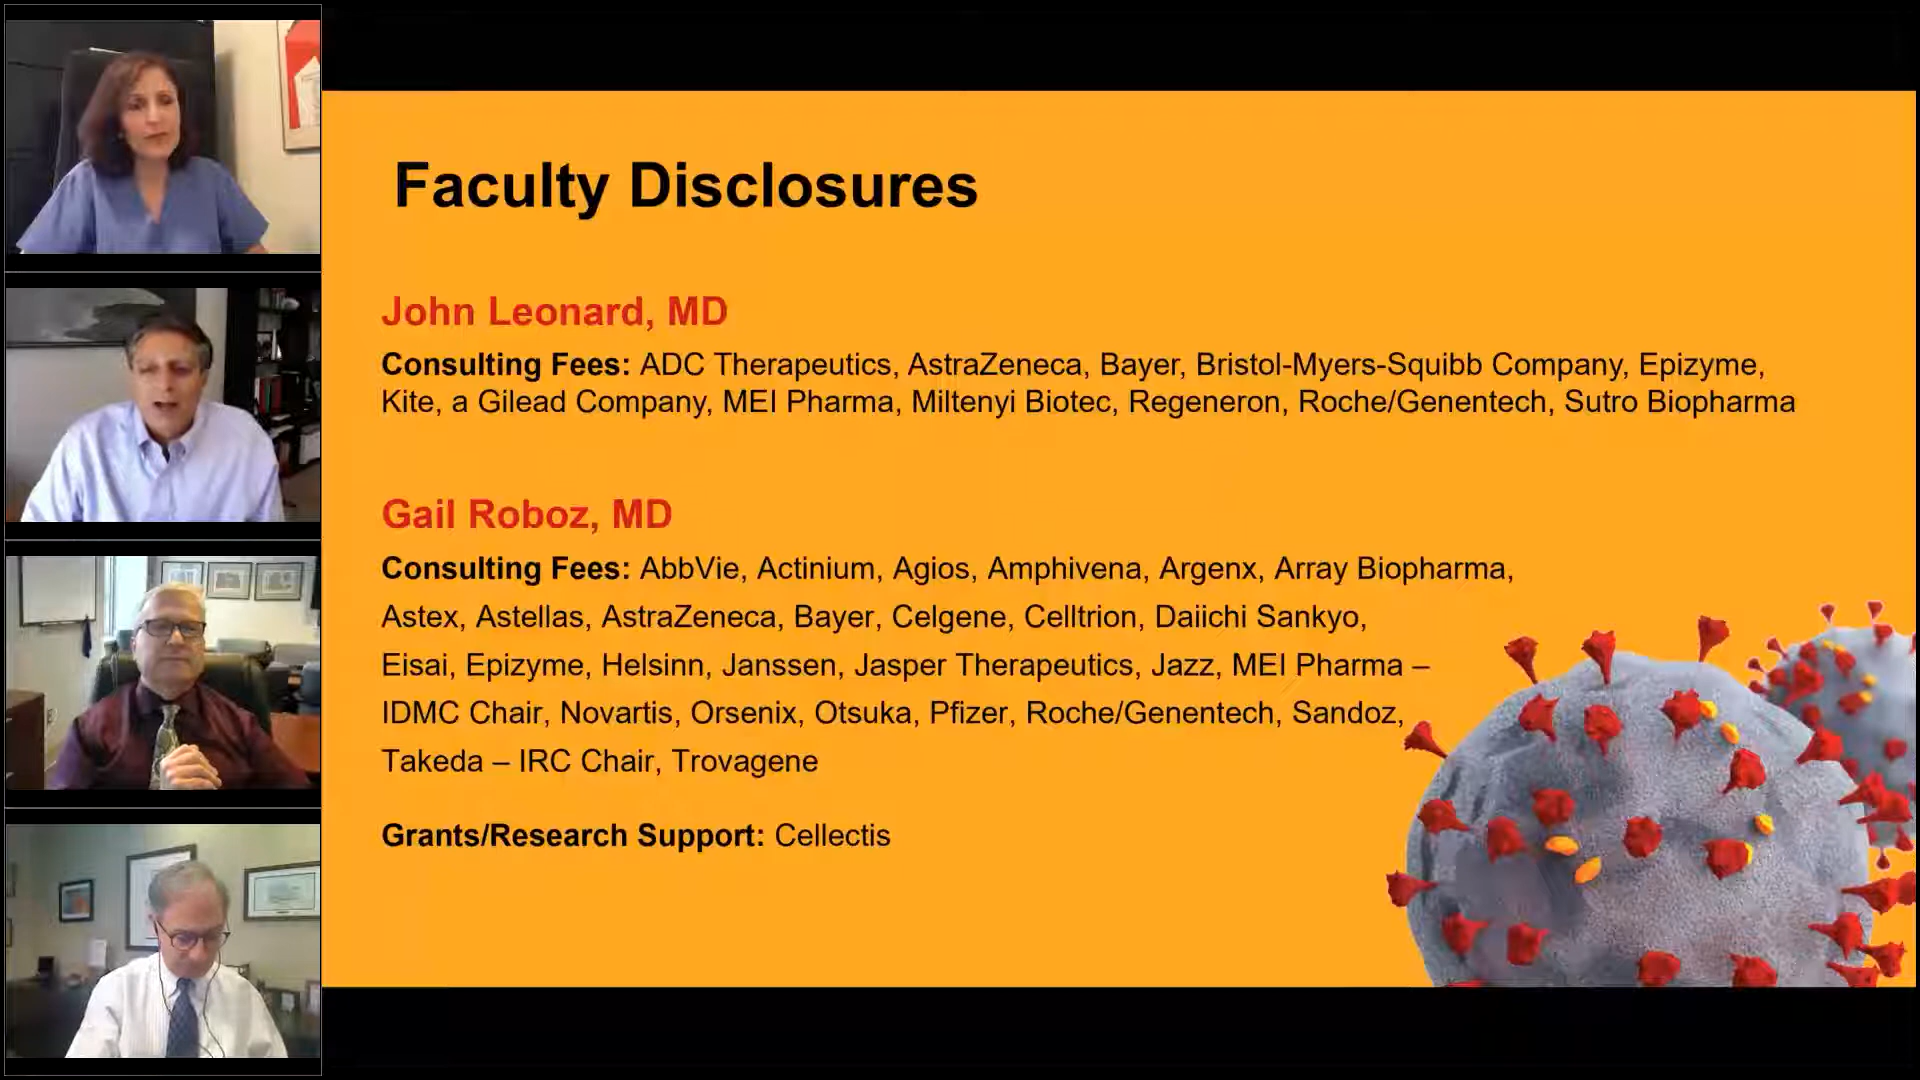 Faculty Disclosures
John Leonard, MD
Consulting Fees: ADC Therapeutics, AstraZeneca, Bayer, Bristol-Myers-Squibb Company, Epizyme,
Kite, a Gilead Company, MEI Pharma, Miltenyi Biotec, Regeneron, Roche/Genentech, Sutro Biopharma
Gail Roboz, MD
Consulting Fees: AbbVie, Actinium, Agios, Amphivena, Argenx, Array Biopharma,
Astex, Astellas, AstraZeneca, Bayer, Celgene, Celltrion, Daiichi Sankyo,
Eisai, Epizyme, Helsinn, Janssen, Jasper Therapeutics, Jazz, MEI Pharma –
IDMC Chair, Novartis, Orsenix, Otsuka, Pfizer, Roche/Genentech, Sandoz,
Takeda – IRC Chair, Trovagene
Grants/Research Support: Cellectis